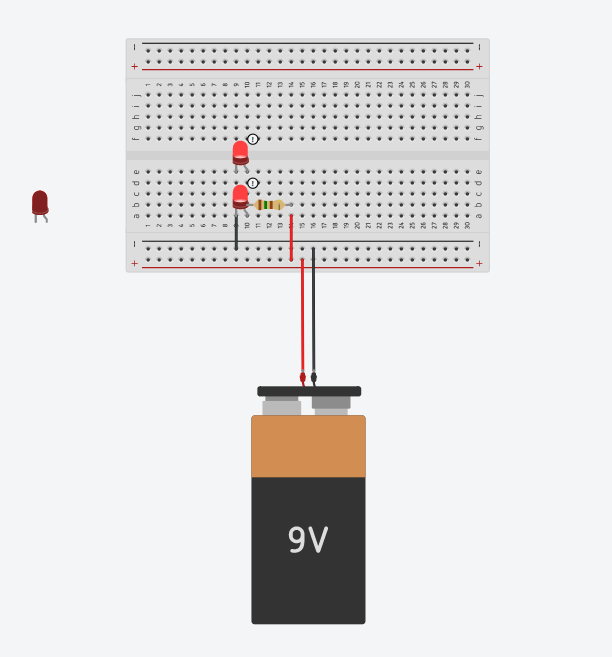 − −
+ +
1 2 3 4 5 6 7 8 9 10 11 12 13 14 15 16 17 18 19 20 21 22 23 24 25 26 27 28 29 30
j j
i i
h h
g g
f f
e e
d d
c c
b b
a a
1 2 3 4 5 6 7 8 9 10 11 12 13 14 15 16 17 18 19 20 21 22 23 24 25 26 27 28 29 30
− −
+ +
9V